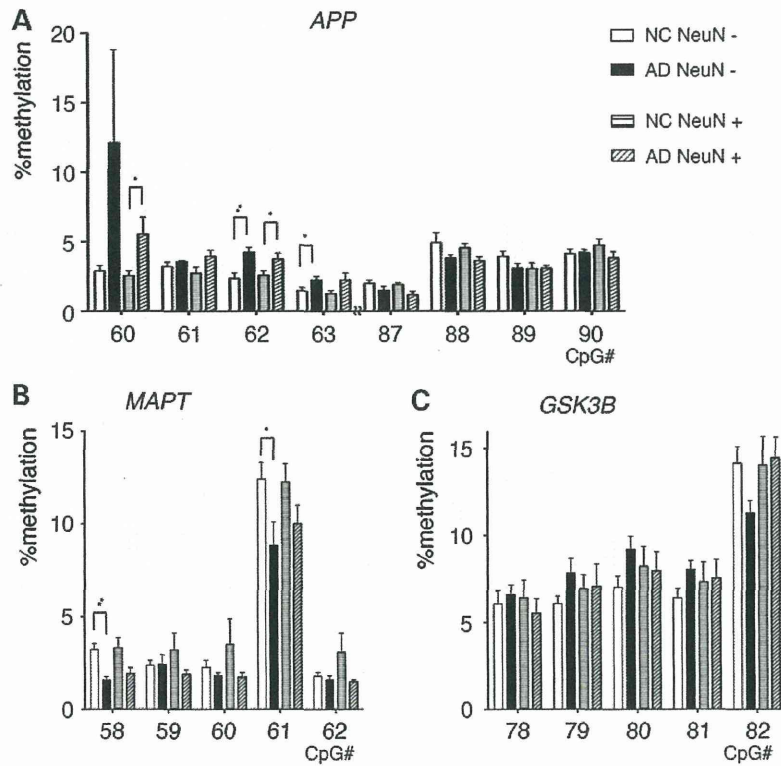 A
APP
NC NeuN -
AD NeuN -
NC NeuN +
AD NeuN +
%methylation
20
15
10
5
0
60 61 62 63 87 88 89 90
CpG#
B
MAPT
%methylation
15
10
5
0
58 59 60 61 62
CpG#
C
GSK3B
%methylation
15
10
5
0
78 79 80 81 82
CpG#